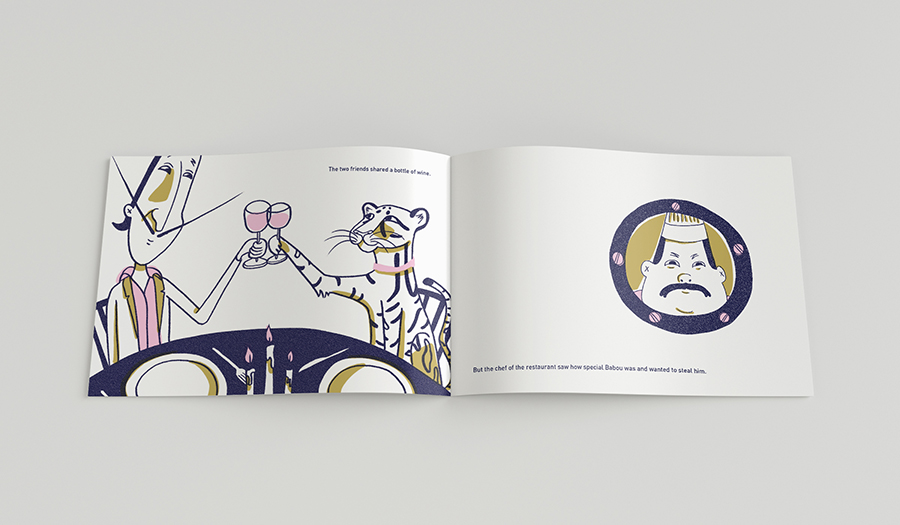 The two friends shared a bottle of wine.
But the chef of the restaurant saw how special Babou was and wanted to steal him.